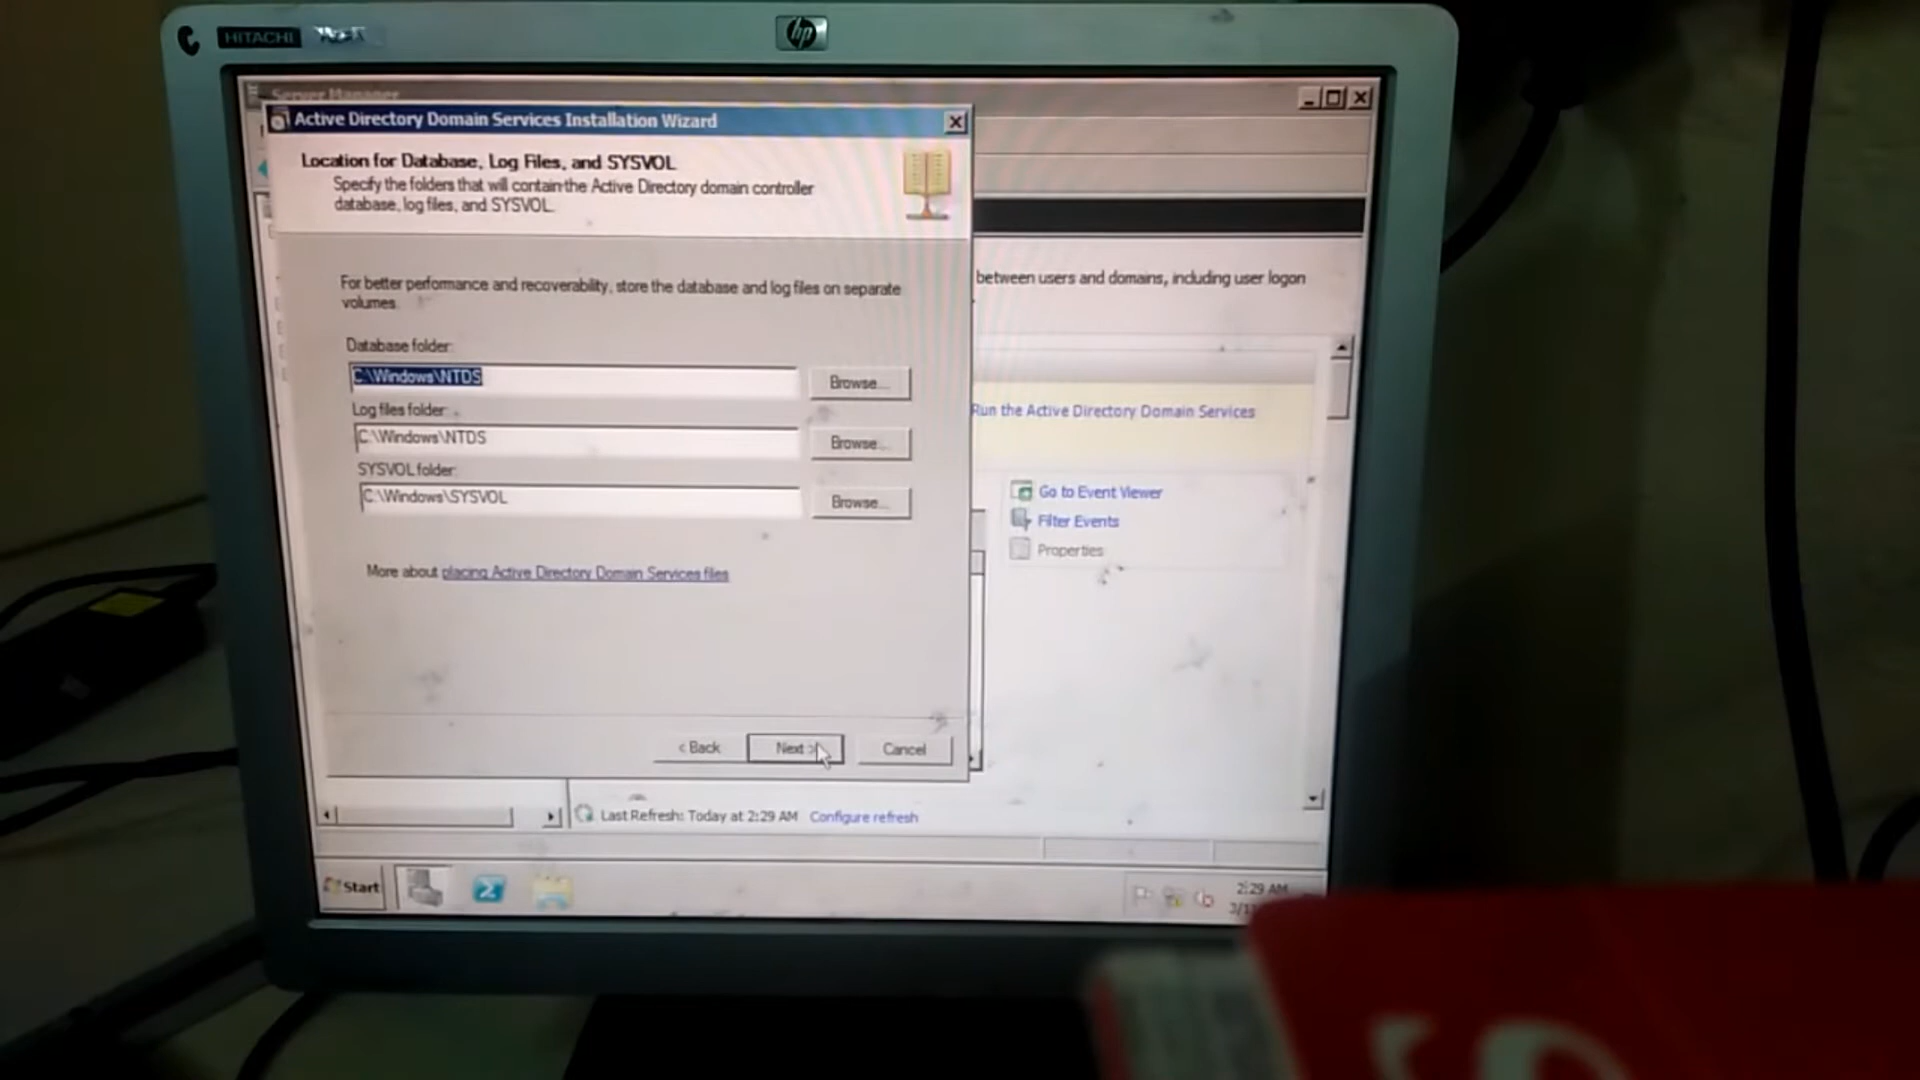 HITACHI
hp
Server Manager
Active Directory Domain Services Installation Wizard
Location for Database, Log Files, and SYSVOL
Specify the folders that will contain the Active Directory domain controller
database, log files, and SYSVOL.
between users and domains, including user logon
For better performance and recoverability, store the database and log files on separate
volumes.
Database folder:
C:\Windows\NTDS
Browse...
Log files folder:
C:\Windows\NTDS
Browse...
SYSVOL folder:
C:\Windows\SYSVOL
Browse...
Run the Active Directory Domain Services
Go to Event Viewer
Filter Events
Properties
More about placing Active Directory Domain Services files
< Back
Next >
Cancel
Last Refresh: Today at 2:29 AM Configure refresh
Start
2:29 AM